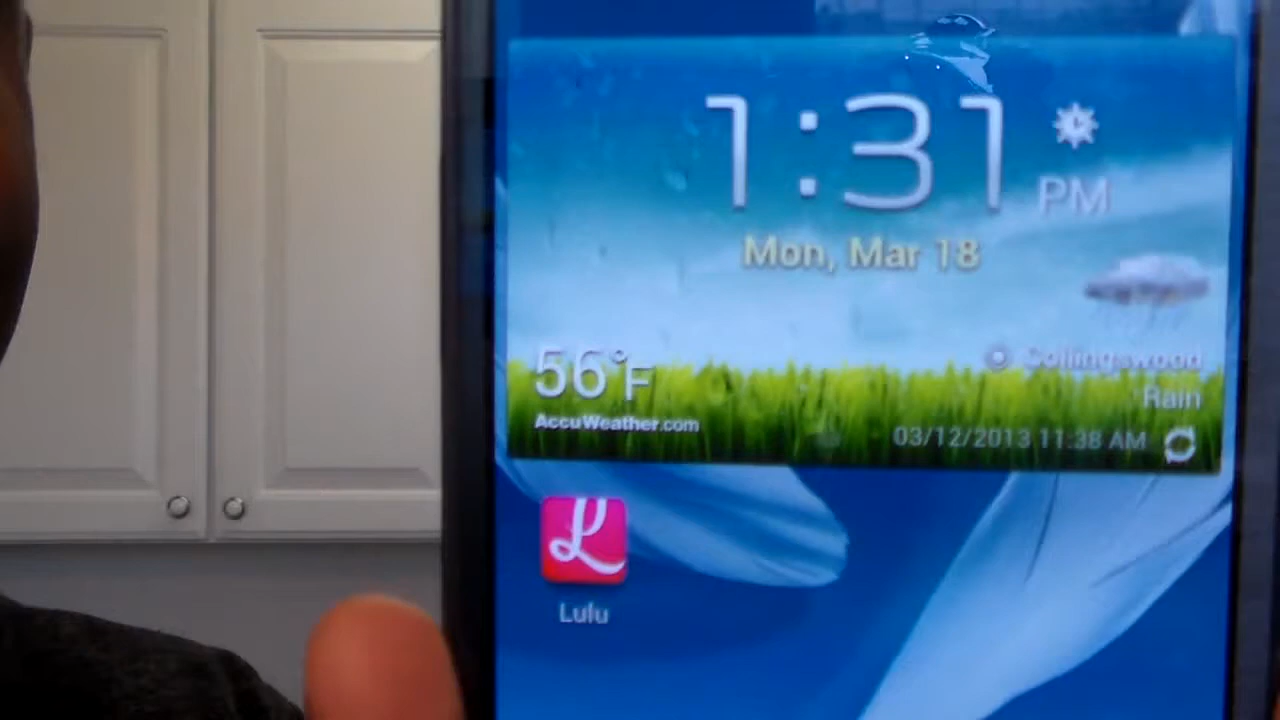 1:31
PM
Mon, Mar 18
56°F
Collingswood
Rain
AccuWeather.com
03/12/2013 11:38 AM
L
Lulu